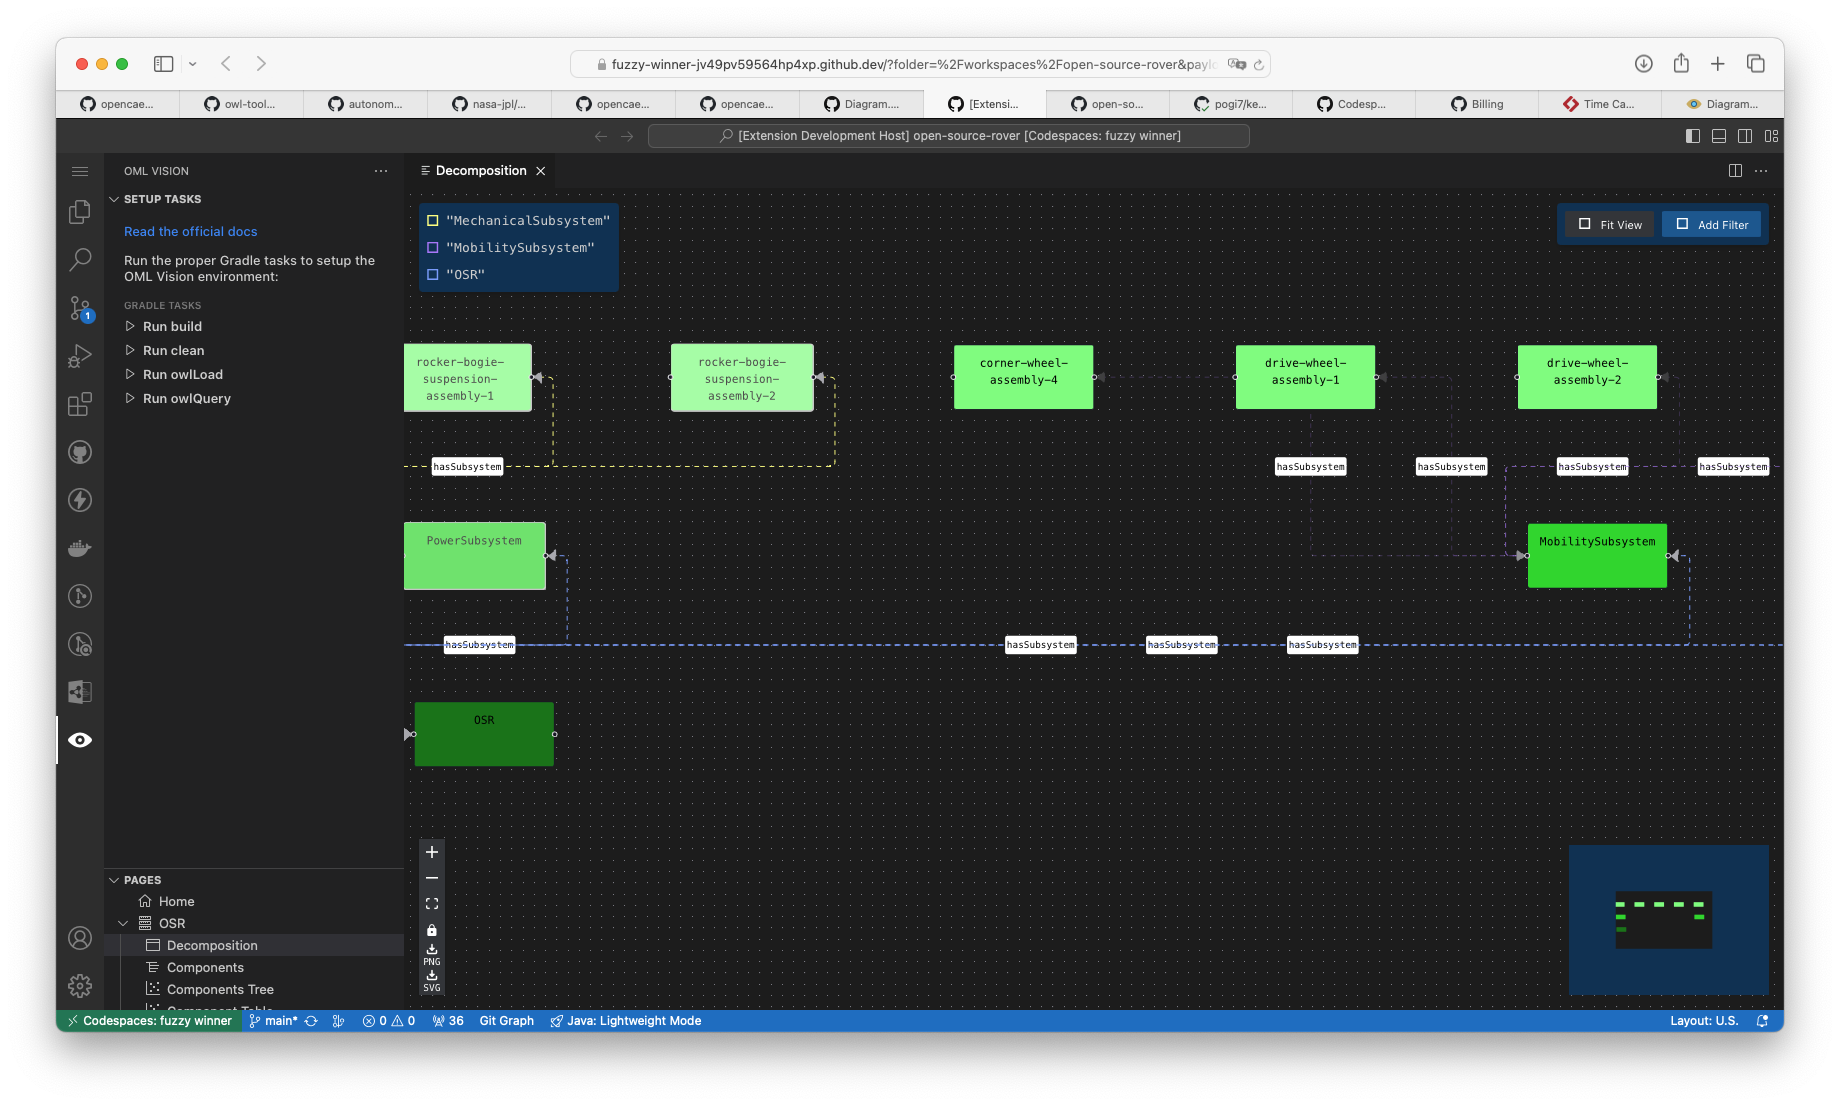 fuzzy-winner-jv49pv59564hp4xp.github.dev/?folder=%2Fworkspaces%2Fopen-source-rover&paylo
opencae...
owl-tool...
autonom...
nasa-jpl/...
opencae...
opencae...
Diagram....
[Extensi...
open-so...
pogi7/ke...
Codesp...
Billing
Time Ca...
Diagram...
[Extension Development Host] open-source-rover [Codespaces: fuzzy winner]
OML VISION
SETUP TASKS
Read the official docs
Run the proper Gradle tasks to setup the
OML Vision environment:
GRADLE TASKS
Run build
Run clean
Run owlLoad
Run owlQuery
1
PAGES
Home
OSR
Decomposition
Components
Components Tree
Component Table
Decomposition
"MechanicalSubsystem"
"MobilitySubsystem"
"OSR"
Fit View
Add Filter
rocker-bogie-
suspension-
assembly-1
rocker-bogie-
suspension-
assembly-2
corner-wheel-
assembly-4
drive-wheel-
assembly-1
drive-wheel-
assembly-2
hasSubsystem
hasSubsystem
hasSubsystem
hasSubsystem
hasSubsystem
PowerSubsystem
MobilitySubsystem
hasSubsystem
hasSubsystem
hasSubsystem
hasSubsystem
OSR
PNG
SVG
Codespaces: fuzzy winner
main*
0
0
36
Git Graph
Java: Lightweight Mode
Layout: U.S.